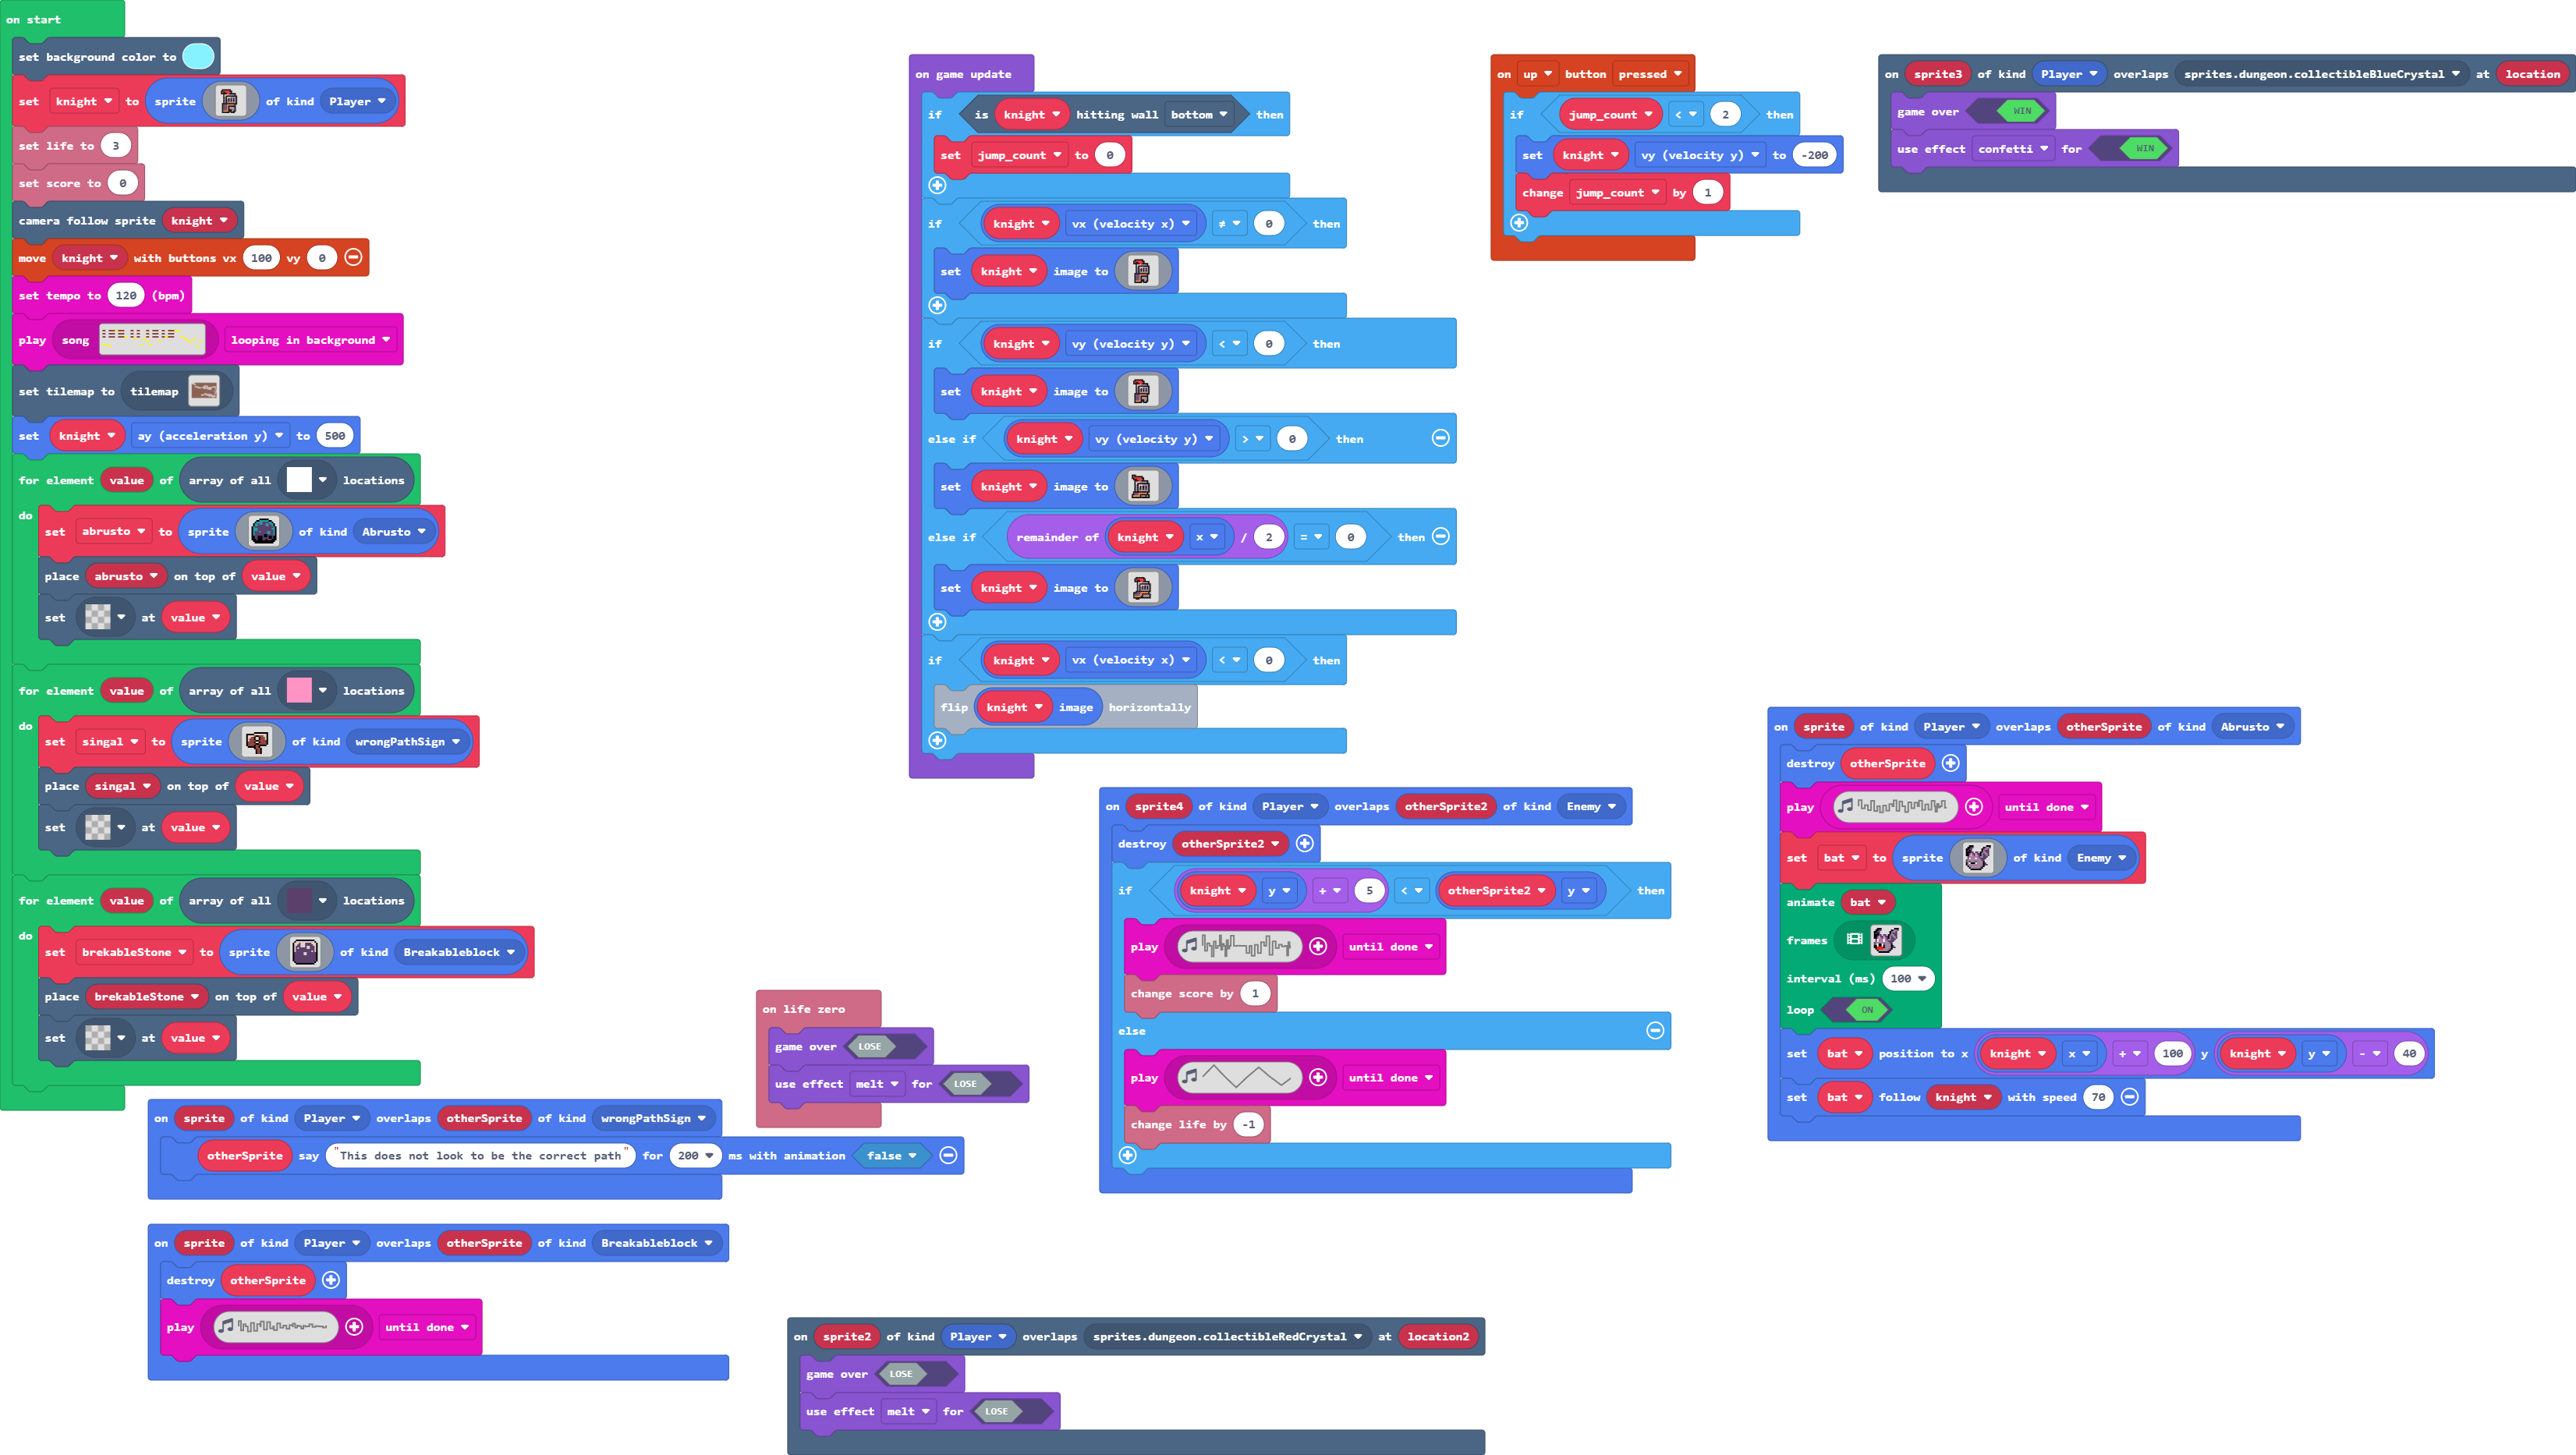 on start
set background color to
set knight to sprite of kind Player
set life to 3
set score to 0
camera follow sprite knight
move knight with buttons vx 100 vy 0
set tempo to 120 (bpm)
play song looping in background
set tilemap to tilemap
set knight ay (acceleration y) to 500
for element value of array of all locations
do
set abrusto to sprite of kind Abrusto
place abrusto on top of value
set at value
for element value of array of all locations
do
set singal to sprite of kind wrongPathSign
place singal on top of value
set at value
for element value of array of all locations
do
set brekableStone to sprite of kind Breakableblock
place brekableStone on top of value
set at value
on sprite of kind Player overlaps otherSprite of kind wrongPathSign
otherSprite say "This does not look to be the correct path" for 200 ms with animation false
on sprite of kind Player overlaps otherSprite of kind Breakableblock
destroy otherSprite
play until done
on life zero
game over LOSE
use effect melt for LOSE
on sprite2 of kind Player overlaps sprites.dungeon.collectibleRedCrystal at location2
game over LOSE
use effect melt for LOSE
on game update
if is knight hitting wall bottom then
set jump_count to 0
if knight vx (velocity x) ≠ 0 then
set knight image to
if knight vy (velocity y) < 0 then
set knight image to
else if knight vy (velocity y) > 0 then
set knight image to
else if remainder of knight x / 2 = 0 then
set knight image to
if knight vx (velocity x) < 0 then
flip knight image horizontally
on sprite4 of kind Player overlaps otherSprite2 of kind Enemy
destroy otherSprite2
if knight y + 5 < otherSprite2 y then
play until done
change score by 1
else
play until done
change life by -1
on up button pressed
if jump_count < 2 then
set knight vy (velocity y) to -200
change jump_count by 1
on sprite3 of kind Player overlaps sprites.dungeon.collectibleBlueCrystal at location
game over WIN
use effect confetti for WIN
on sprite of kind Player overlaps otherSprite of kind Abrusto
destroy otherSprite
play until done
set bat to sprite of kind Enemy
animate bat
frames
interval (ms) 100
loop ON
set bat position to x knight x + 100 y knight y - 40
set bat follow knight with speed 70